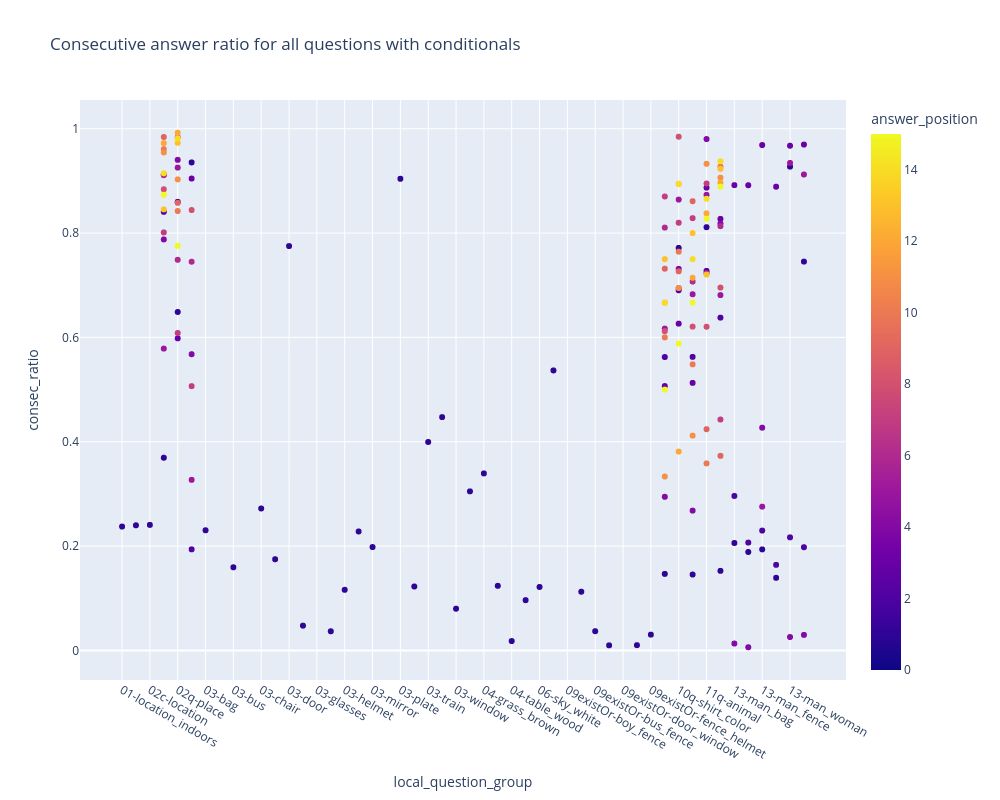 Consecutive answer ratio for all questions with conditionals
answer_position
1
0.8
0.6
0.4
0.2
0
consec_ratio
14
12
10
8
6
4
2
0
01-location_indoors
02c-location
02q-place
03-bag
03-bus
03-chair
03-door
03-glasses
03-helmet
03-mirror
03-plate
03-train
03-window
04-grass_brown
04-table_wood
06-sky_white
09existOr-boy_fence
09existOr-bus_fence
09existOr-door_window
09existOr-fence_helmet
10q-shirt_color
11q-animal
13-man_bag
13-man_fence
13-man_woman
local_question_group